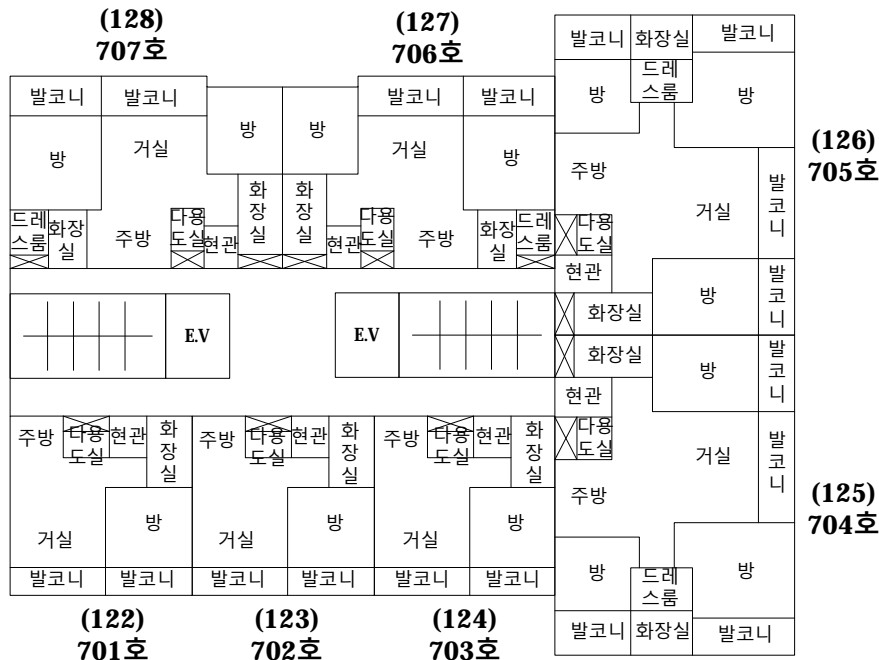 (128)
707호
(127)
706호
발코니 화장실 발코니
드레
스룸
방 방
발코니 발코니
발코니 발코니
방 거실
방 방
거실 방
(126)
705호
주방
거실
발
코
니
드레
스룸
화장
실
주방
다용
도실
현관
화
장
실
화
장
실
현관
다용
도실
주방
화장
실
드레
스룸
다용
도실
현관
방
발
코
니
화장실
E.V
E.V
화장실
방
발
코
니
현관
다용
도실
거실
발
코
니
주방
주방
다용
도실
현관
화
장
실
주방
다용
도실
현관
화
장
실
주방
다용
도실
현관
화
장
실
(125)
704호
거실 방
거실 방
거실 방
발코니 발코니
발코니 발코니
발코니 발코니
방 방
드레
스룸
발코니 화장실 발코니
(122)
701호
(123)
702호
(124)
703호